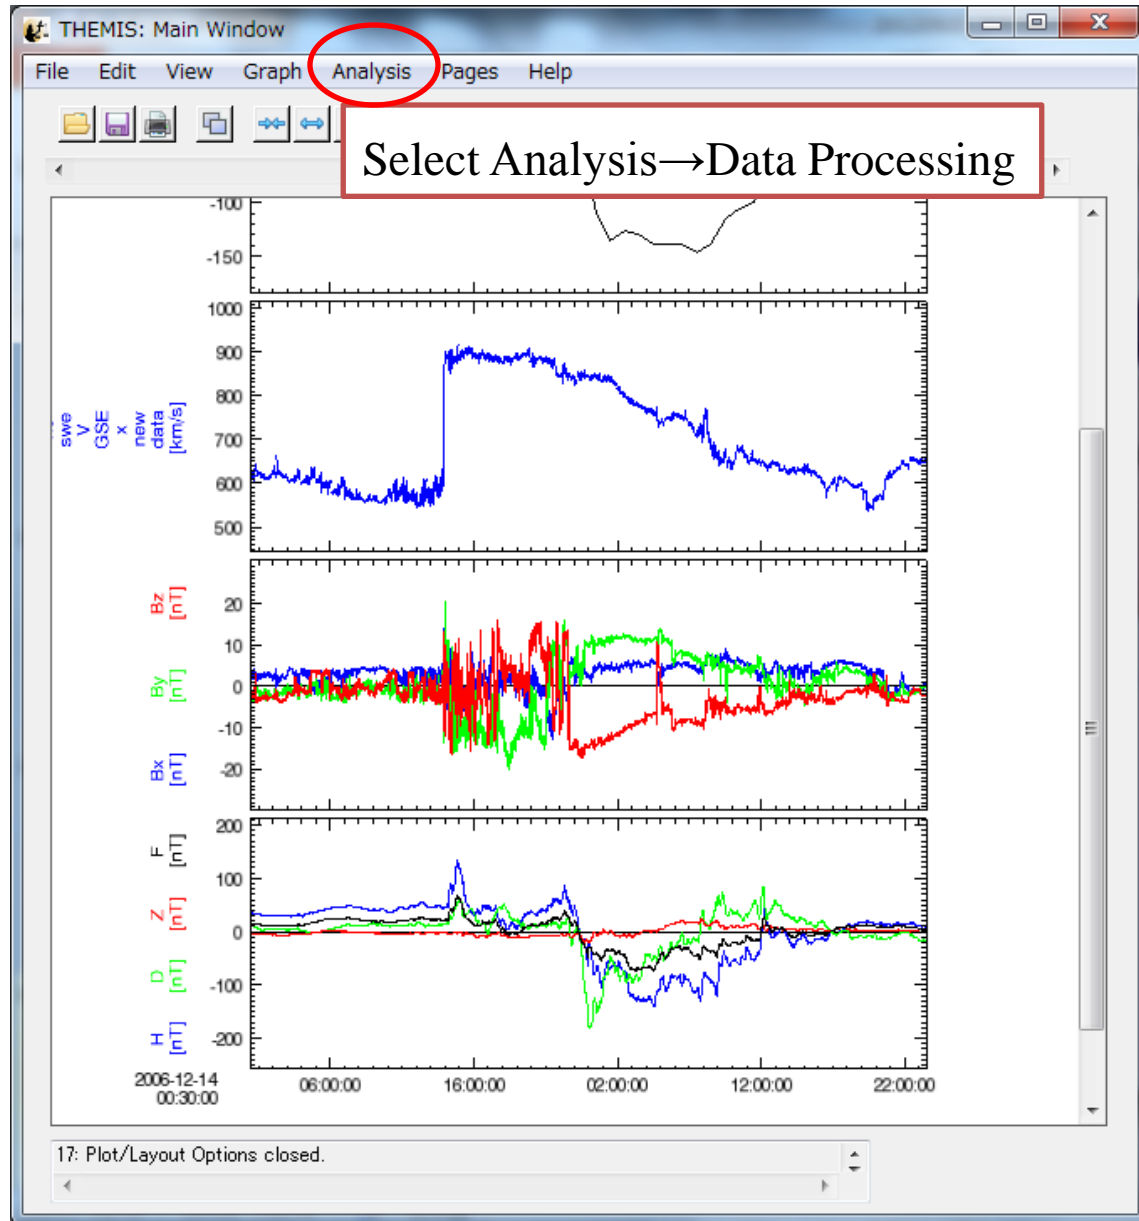 THEMIS: Main Window
File Edit View Graph Analysis Pages Help
Select Analysis→Data Processing
-100
-150
1000
900
800
700
600
500
swe
V
GSE
x
new
data
[km/s]
20
10
0
-10
-20
Bz
[nT]
By
[nT]
Bx
[nT]
200
100
0
-100
-200
F
[nT]
Z
[nT]
D
[nT]
H
[nT]
2006-12-14
00:30:00
06:00:00 16:00:00 02:00:00 12:00:00 22:00:00
17: Plot/Layout Options closed.